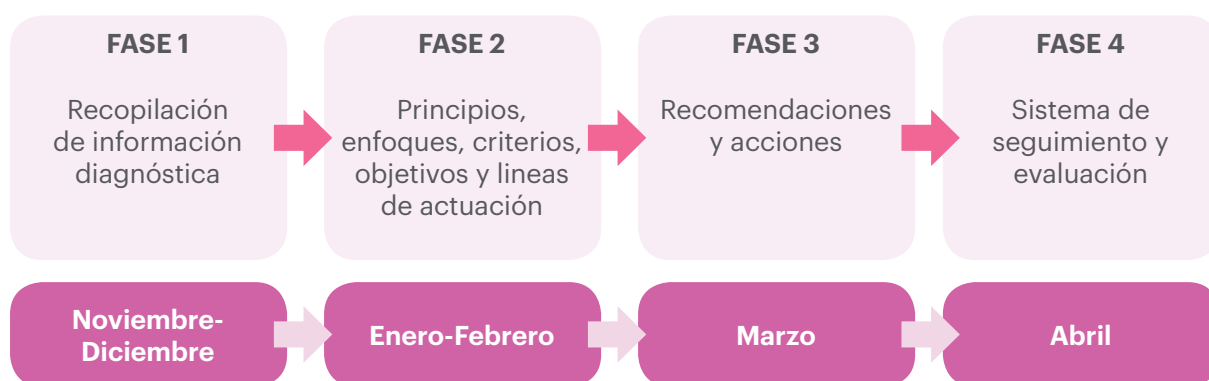 FASE 1
Recopilación
de información
diagnóstica
FASE 2
Principios,
enfoques, criterios,
objetivos y lineas
de actuación
FASE 3
Recomendaciones
y acciones
FASE 4
Sistema de
seguimiento y
evaluación
Noviembre-
Diciembre
Enero-Febrero
Marzo
Abril